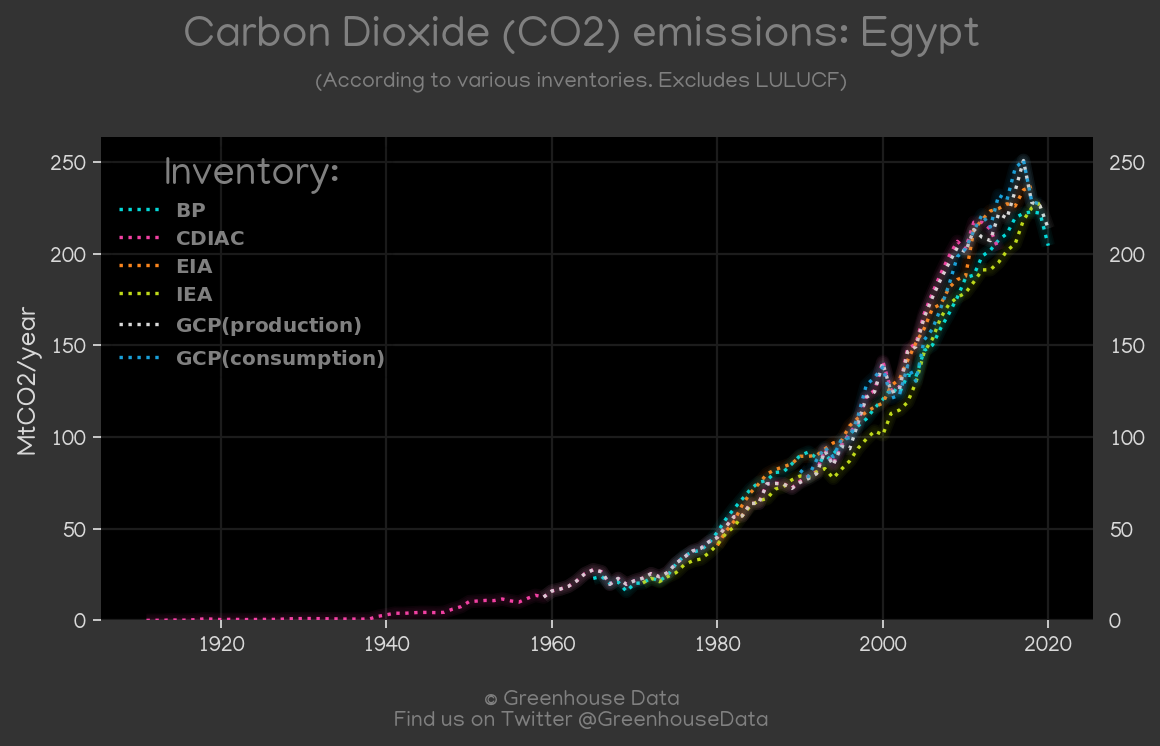 Carbon Dioxide (CO2) emissions: Egypt
(According to various inventories. Excludes LULUCF)
Inventory:
BP
CDIAC
EIA
IEA
GCP(production)
GCP(consumption)
MtCO2/year
250
200
150
100
50
0
250
200
150
100
50
0
1920
1940
1960
1980
2000
2020
© Greenhouse Data
Find us on Twitter @GreenhouseData